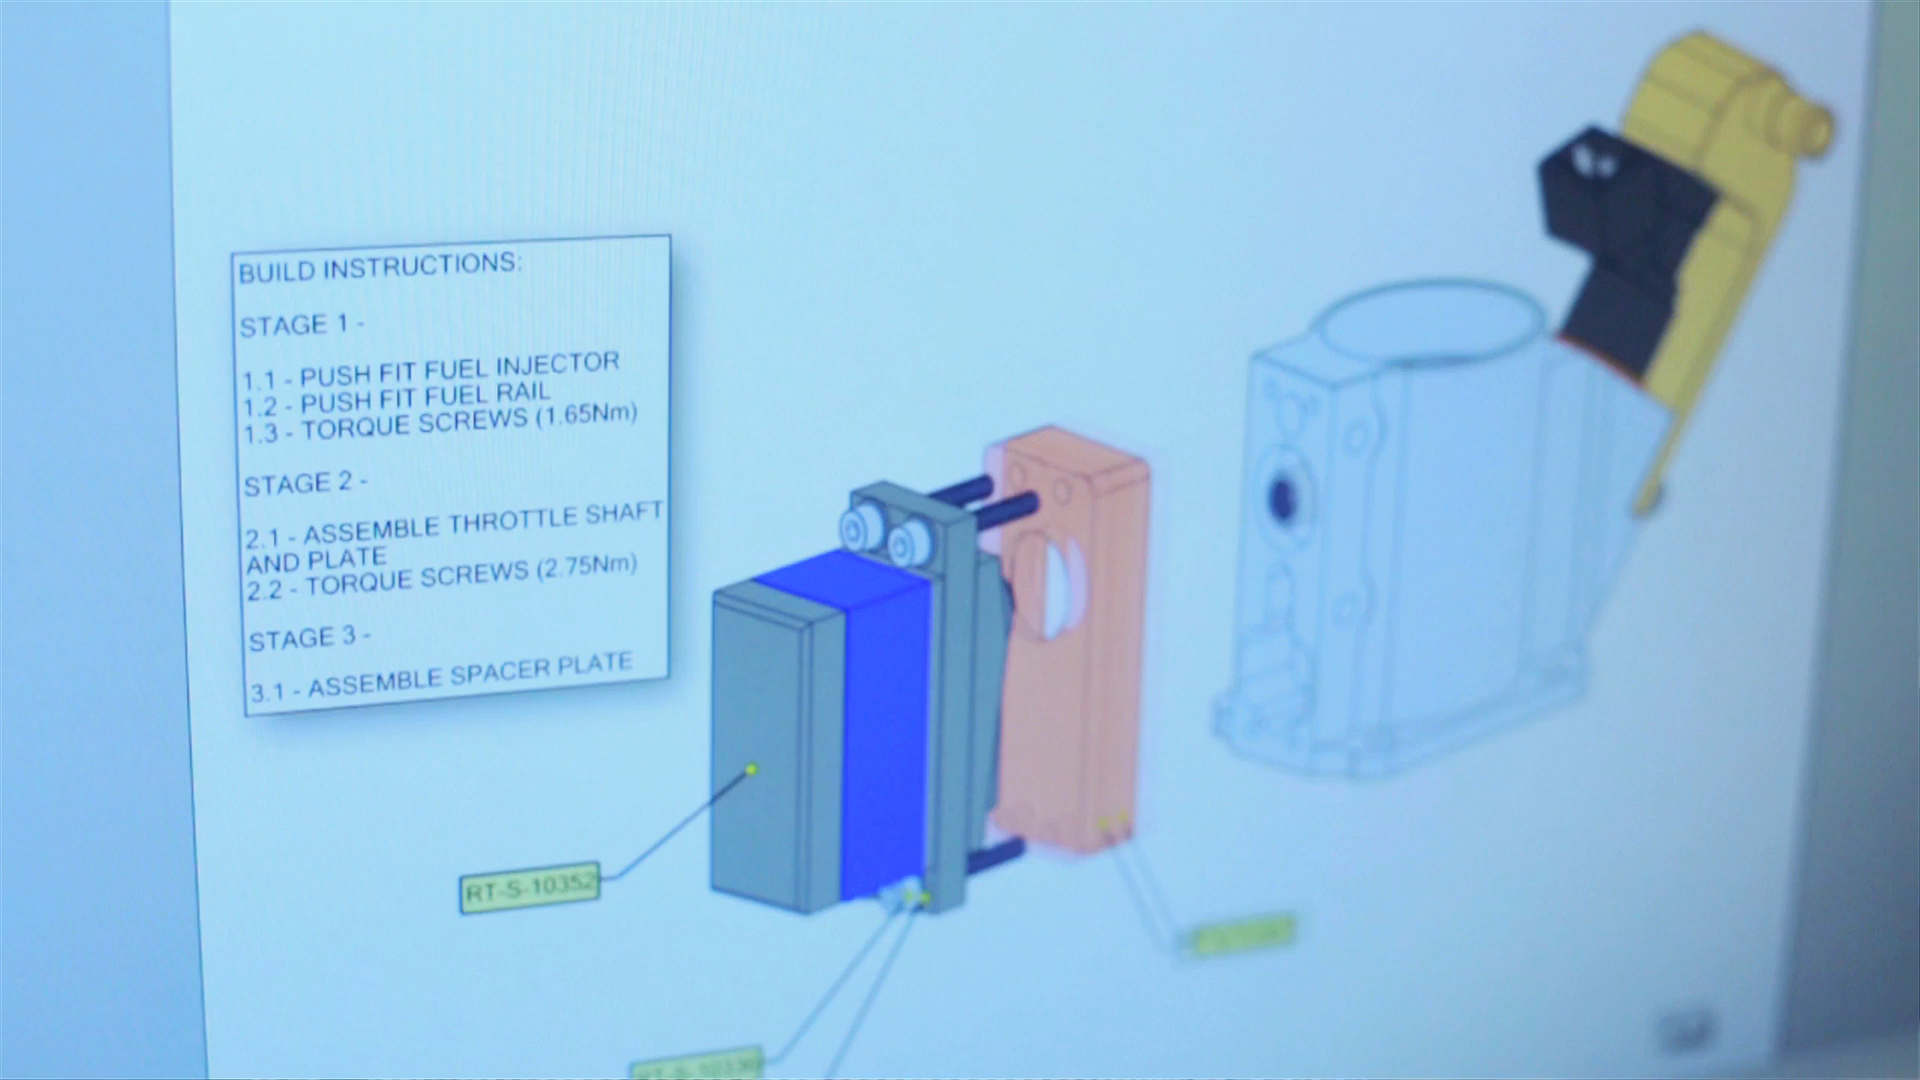 BUILD INSTRUCTIONS:
STAGE 1 -
1.1 - PUSH FIT FUEL INJECTOR
1.2 - PUSH FIT FUEL RAIL
1.3 - TORQUE SCREWS (1.65Nm)
STAGE 2 -
2.1 - ASSEMBLE THROTTLE SHAFT
AND PLATE
2.2 - TORQUE SCREWS (2.75Nm)
STAGE 3 -
3.1 - ASSEMBLE SPACER PLATE
RT-S-10352